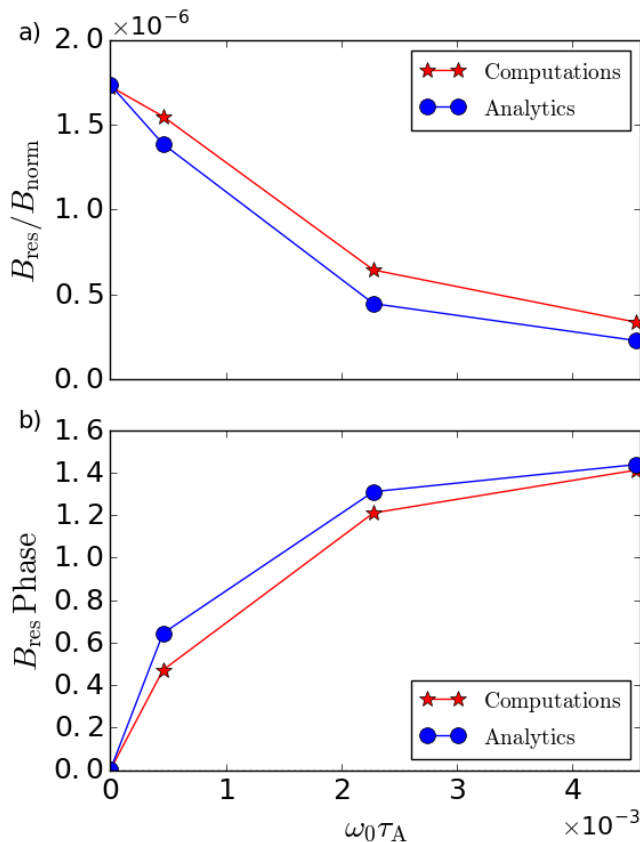 a)
×10⁻⁶
2.0
1.5
1.0
0.5
0.0
B_res/B_norm
Computations
Analytics
b)
1.6
1.4
1.2
1.0
0.8
0.6
0.4
0.2
0.0
B_res Phase
Computations
Analytics
0 1 2 3 4
×10⁻³
ω₀τ_A